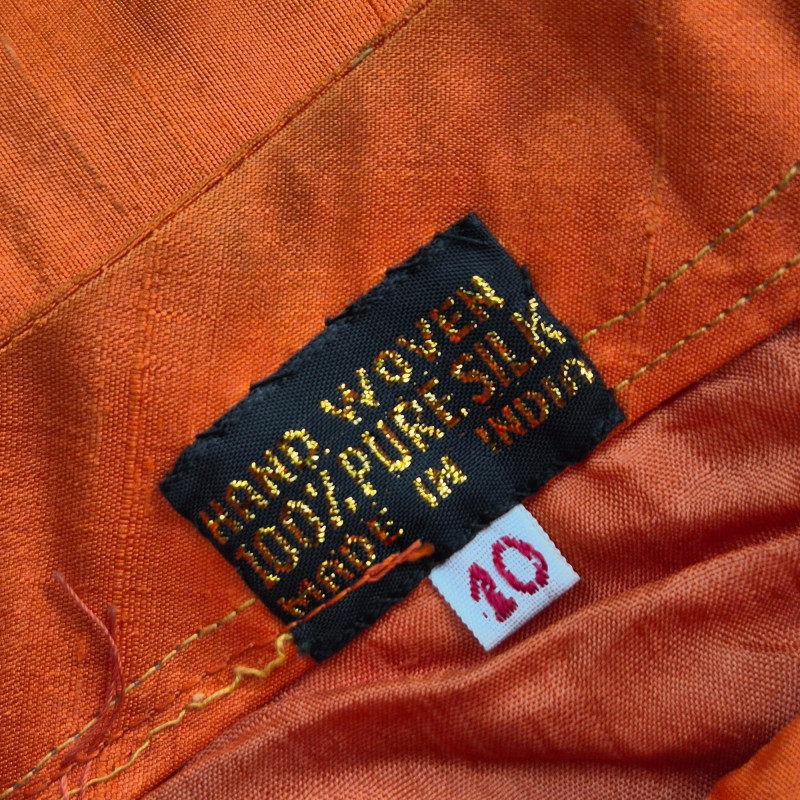 HAND WOVEN
100% PURE SILK
MADE IN INDIA
10